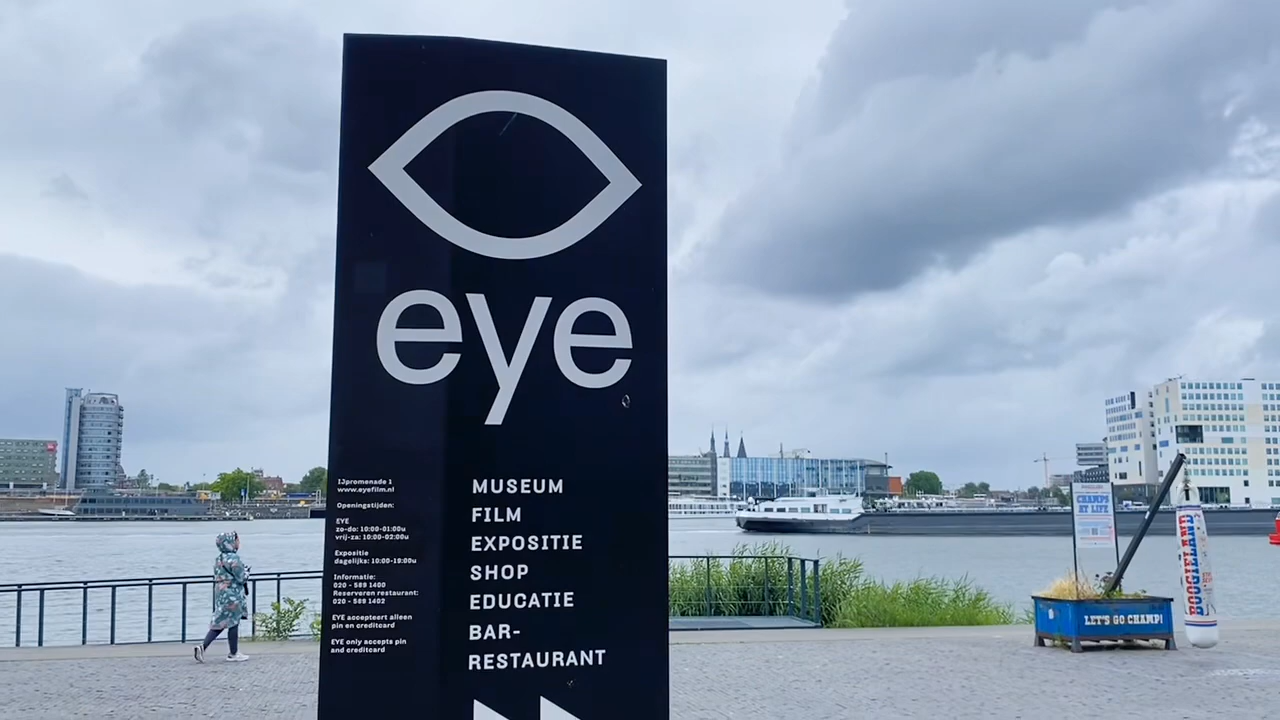 eye
IJpromenade 1
www.eyefilm.nl
Openingstijden:
EYE
zo-do: 10:00-01:00u
vrij-za: 10:00-02:00u
Expositie
dagelijks: 10:00-19:00u
Informatie:
020 - 589 1400
Reserveren restaurant:
020 - 589 1402
EYE accepteert alleen
pin en creditcard
EYE only accepts pin
and creditcard
MUSEUM
FILM
EXPOSITIE
SHOP
EDUCATIE
BAR-
RESTAURANT
CHAMPS
AT LIFE
LET'S GO CHAMP!
BOOGIELAND